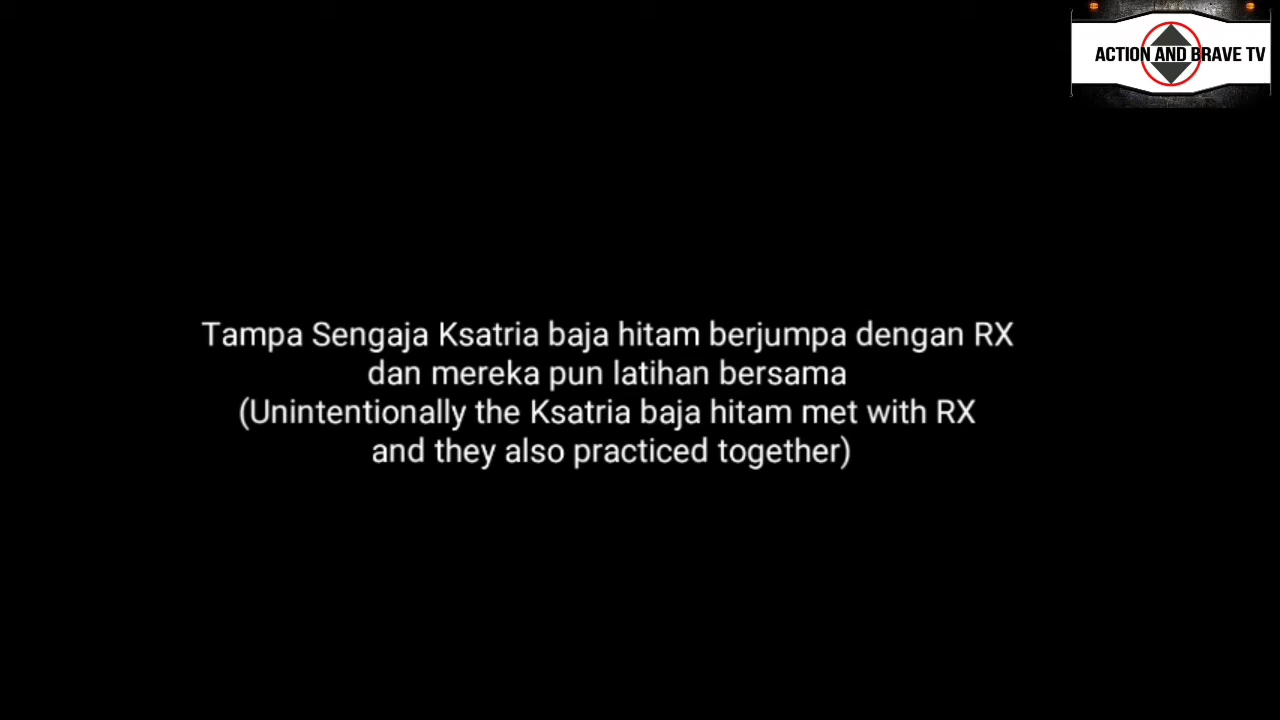 ACTION AND BRAVE TV
Tampa Sengaja Ksatria baja hitam berjumpa dengan RX
dan mereka pun latihan bersama
(Unintentionally the Ksatria baja hitam met with RX
and they also practiced together)